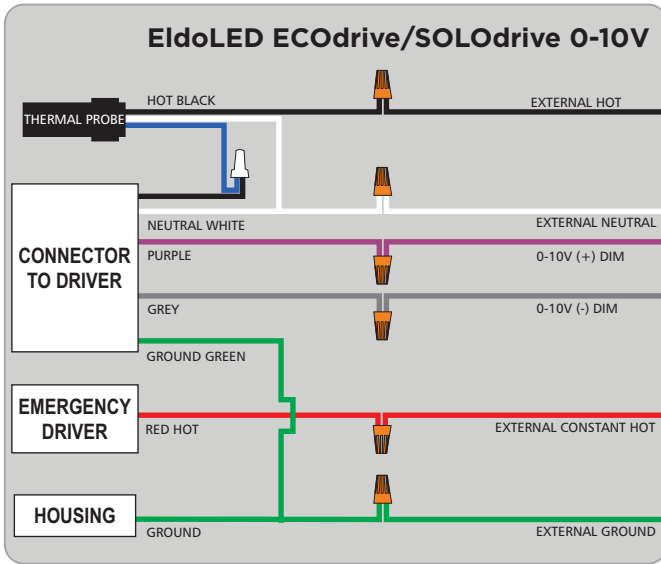 EldoLED ECOdrive/SOLOdrive 0-10V
HOT BLACK
EXTERNAL HOT
THERMAL PROBE
NEUTRAL WHITE
EXTERNAL NEUTRAL
CONNECTOR
TO DRIVER
PURPLE
0-10V (+) DIM
GREY
0-10V (-) DIM
GROUND GREEN
EMERGENCY
DRIVER
RED HOT
EXTERNAL CONSTANT HOT
HOUSING
GROUND
EXTERNAL GROUND